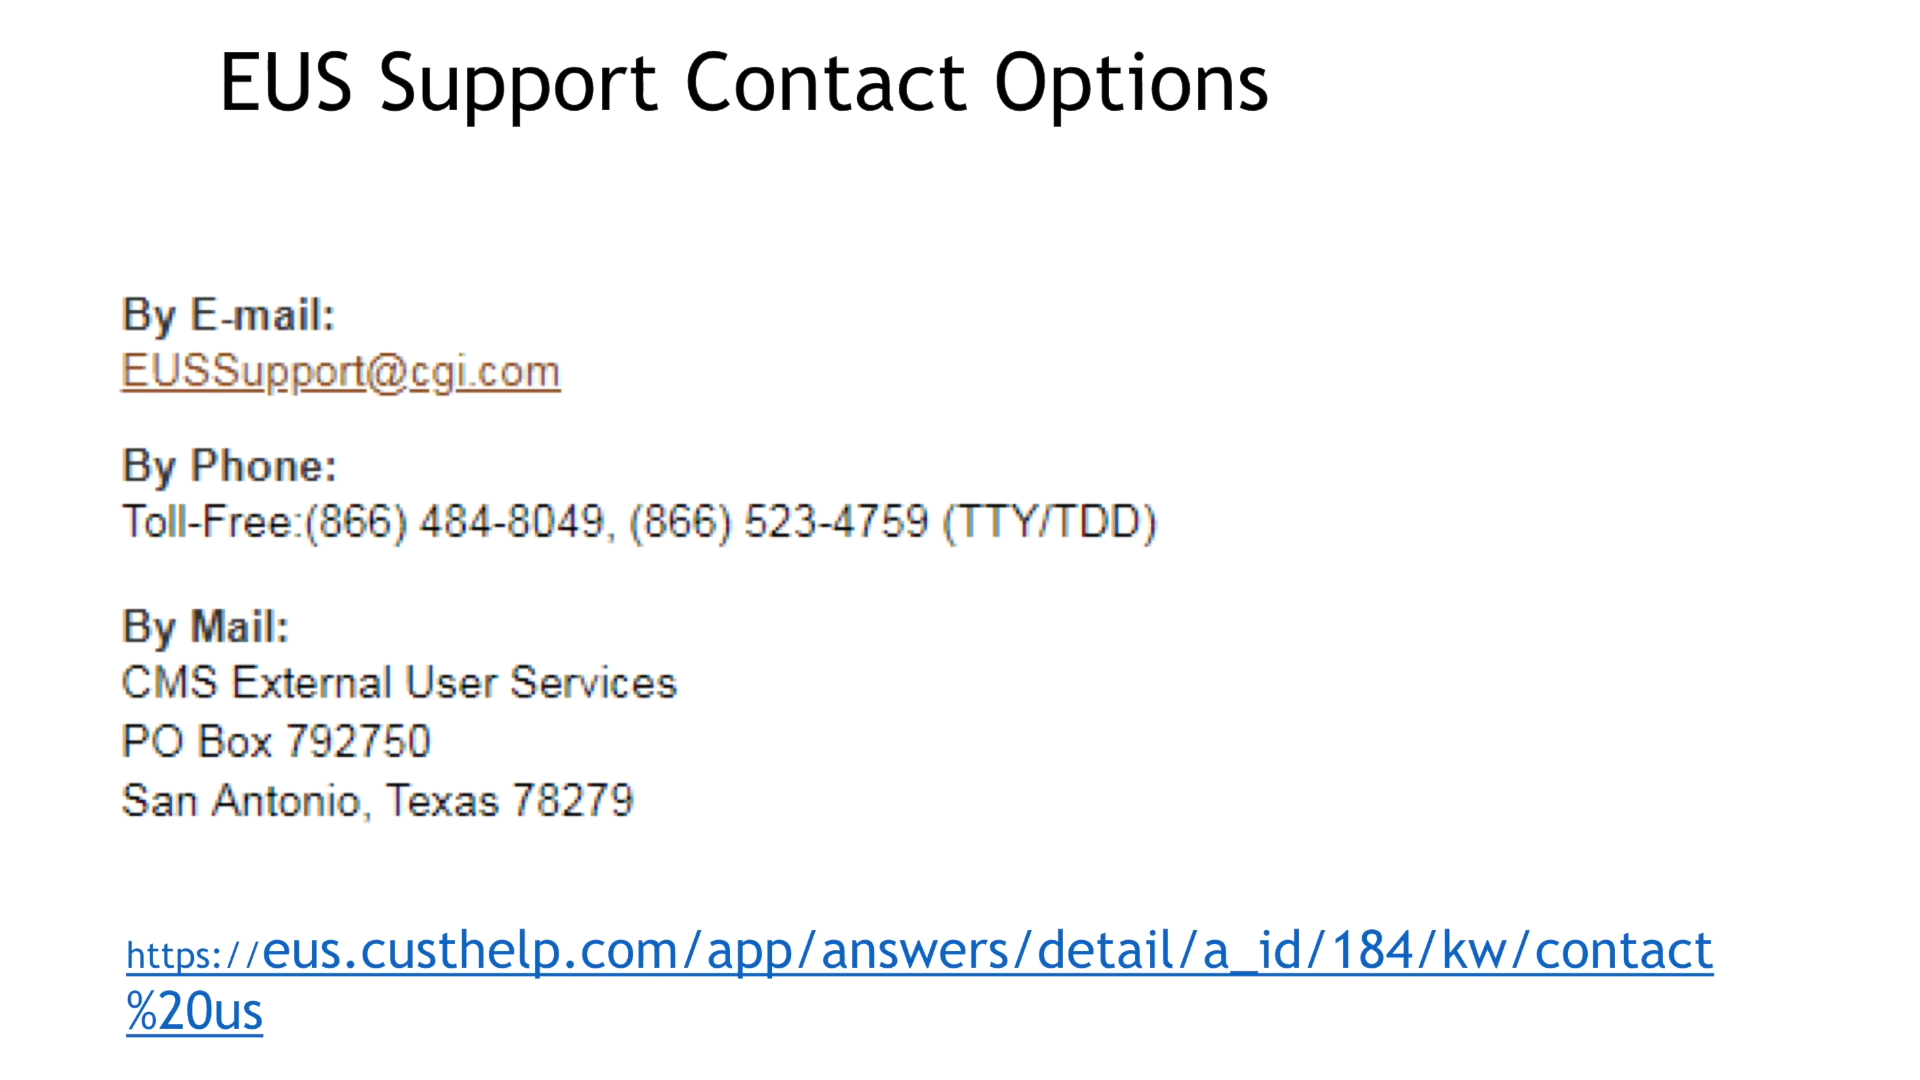 EUS Support Contact Options
By E-mail:
EUSSupport@cgi.com
By Phone:
Toll-Free:(866) 484-8049, (866) 523-4759 (TTY/TDD)
By Mail:
CMS External User Services
PO Box 792750
San Antonio, Texas 78279
https://eus.custhelp.com/app/answers/detail/a_id/184/kw/contact
%20us